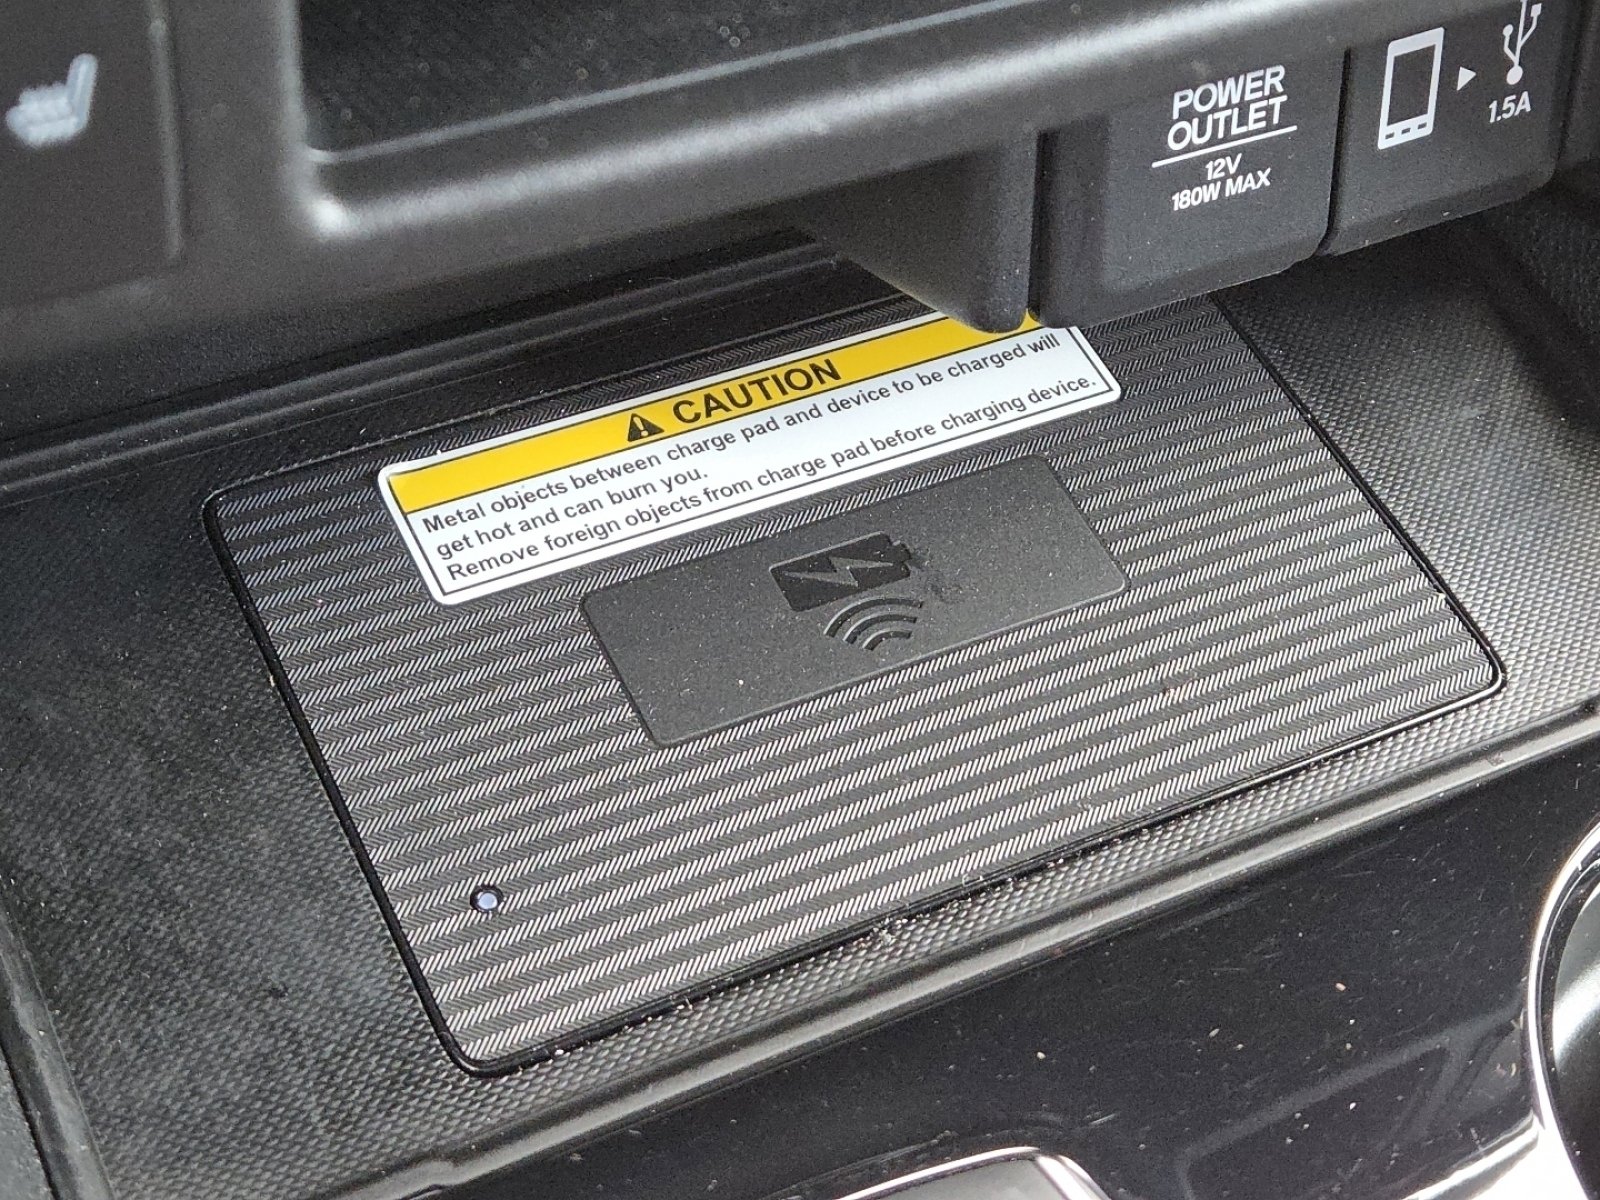 POWER
OUTLET
12V
180W MAX
1.5A
CAUTION
Metal objects between charge pad and device to be charged will
get hot and can burn you.
Remove foreign objects from charge pad before charging device.